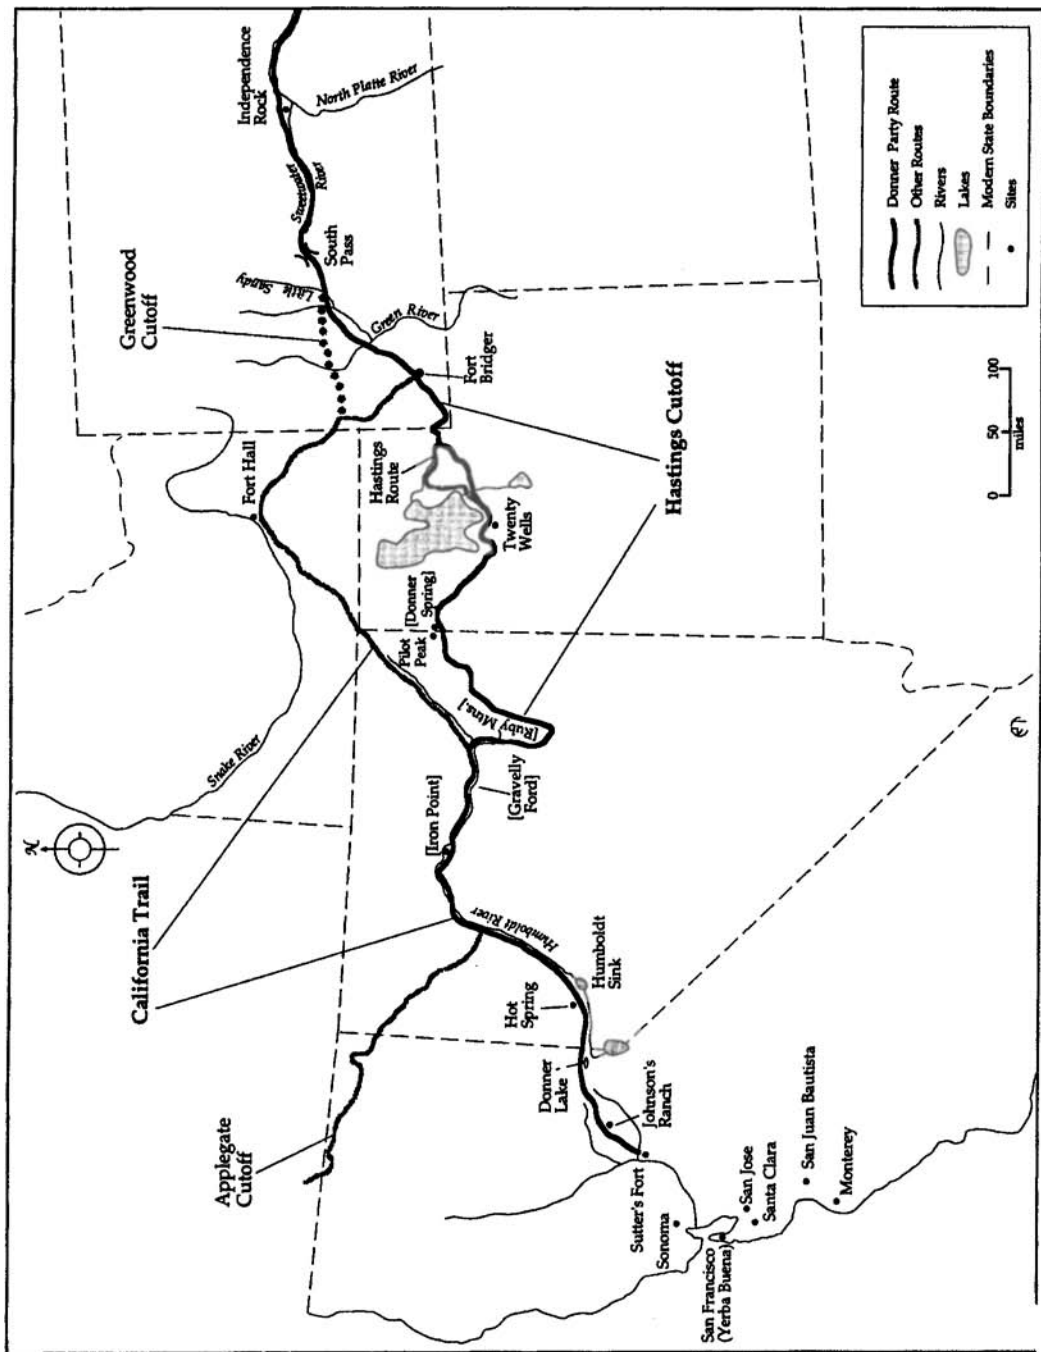 N
California Trail
Applegate
Cutoff
Greenwood
Cutoff
Hastings Cutoff
Independence
Rock
North Platte River
Sweetwater
River
South
Pass
Little Sandy
Green River
Fort
Bridger
Fort Hall
Snake River
Hastings
Route
Twenty
Wells
[Donner
Spring]
Pilot
Peak
[Ruby Mtns.]
[Gravelly
Ford]
[Iron Point]
Humboldt River
Humboldt
Sink
Hot
Spring
Donner
Lake
Johnson's
Ranch
Sutter's Fort
Sonoma
San Francisco
(Yerba Buena)
San Jose
Santa Clara
San Juan Bautista
Monterey
0 50 100
miles
Donner Party Route
Other Routes
Rivers
Lakes
Modern State Boundaries
Sites